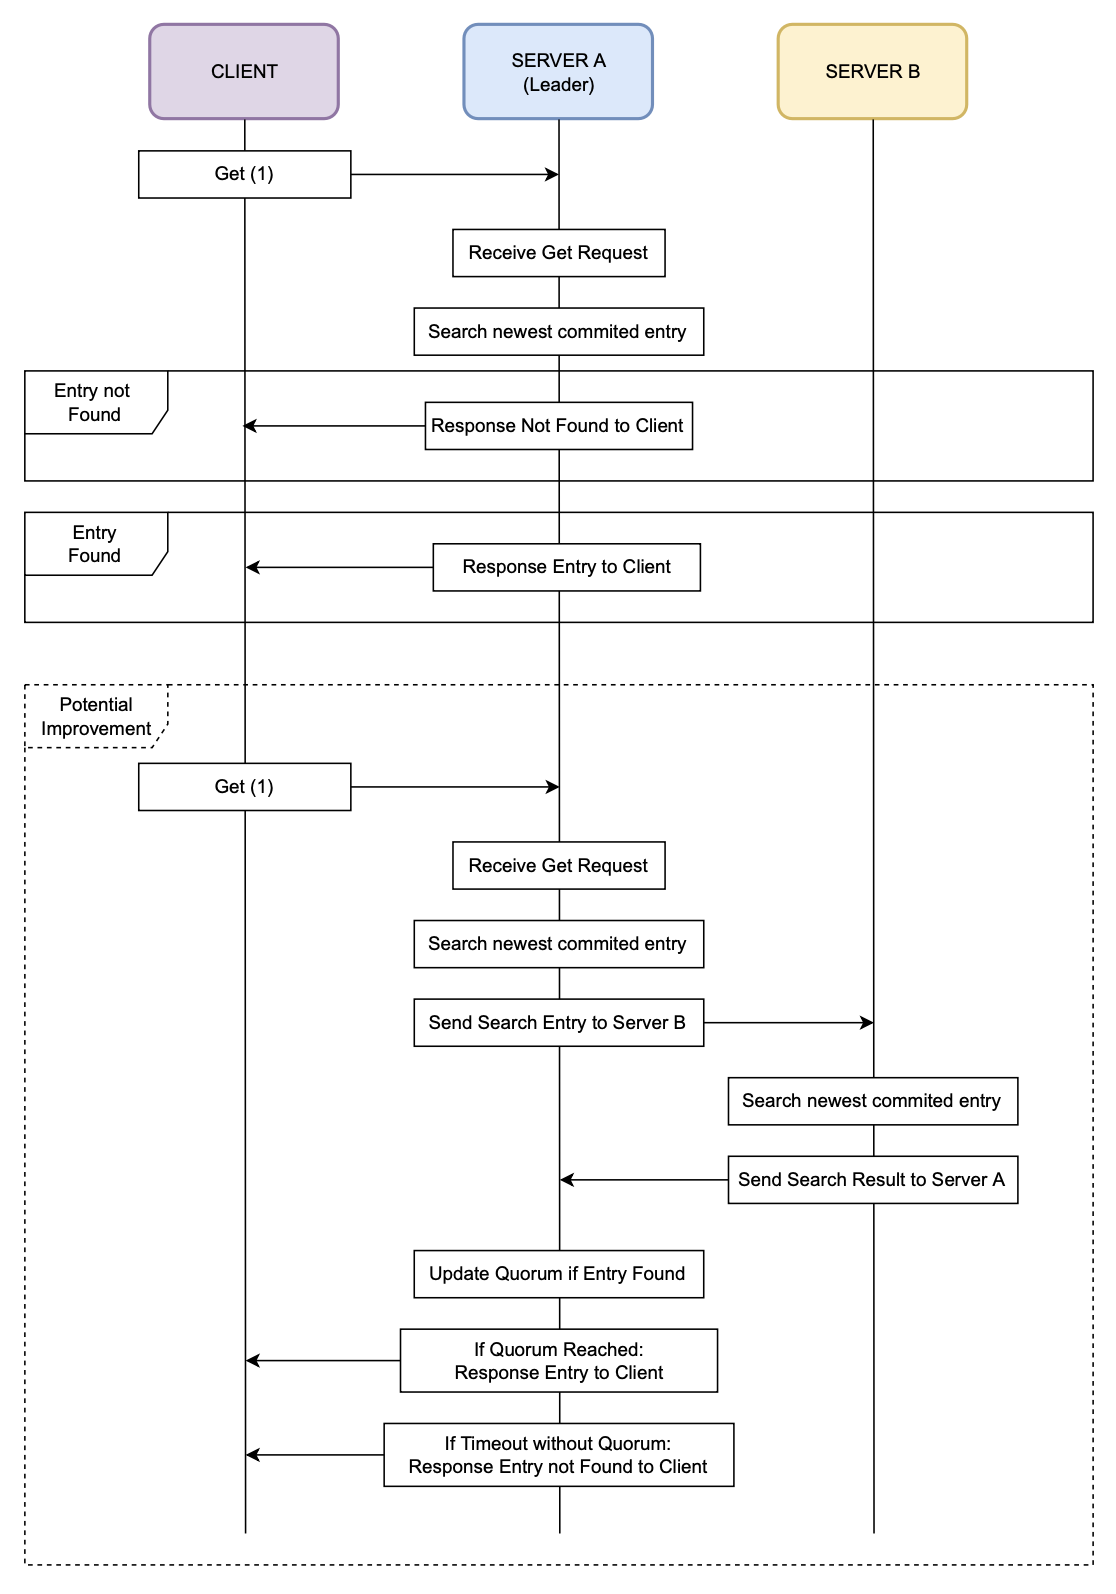 CLIENT
SERVER A
(Leader)
SERVER B
Get (1)
Receive Get Request
Search newest commited entry
Entry not
Found
Response Not Found to Client
Entry
Found
Response Entry to Client
Potential
Improvement
Get (1)
Receive Get Request
Search newest commited entry
Send Search Entry to Server B
Search newest commited entry
Send Search Result to Server A
Update Quorum if Entry Found
If Quorum Reached:
Response Entry to Client
If Timeout without Quorum:
Response Entry not Found to Client